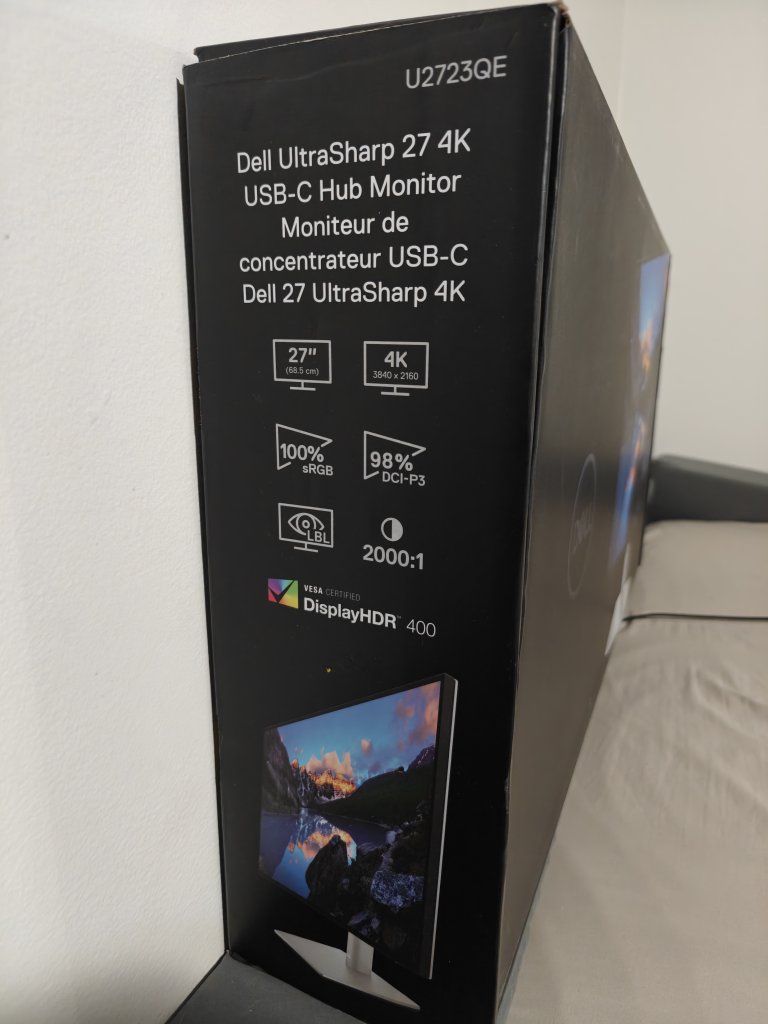 U2723QE
Dell UltraSharp 27 4K
USB-C Hub Monitor
Moniteur de
concentrateur USB-C
Dell 27 UltraSharp 4K
27"
(68.5 cm)
4K
3840 x 2160
100%
sRGB
98%
DCI-P3
LBL
2000:1
VESA CERTIFIED
DisplayHDR™ 400